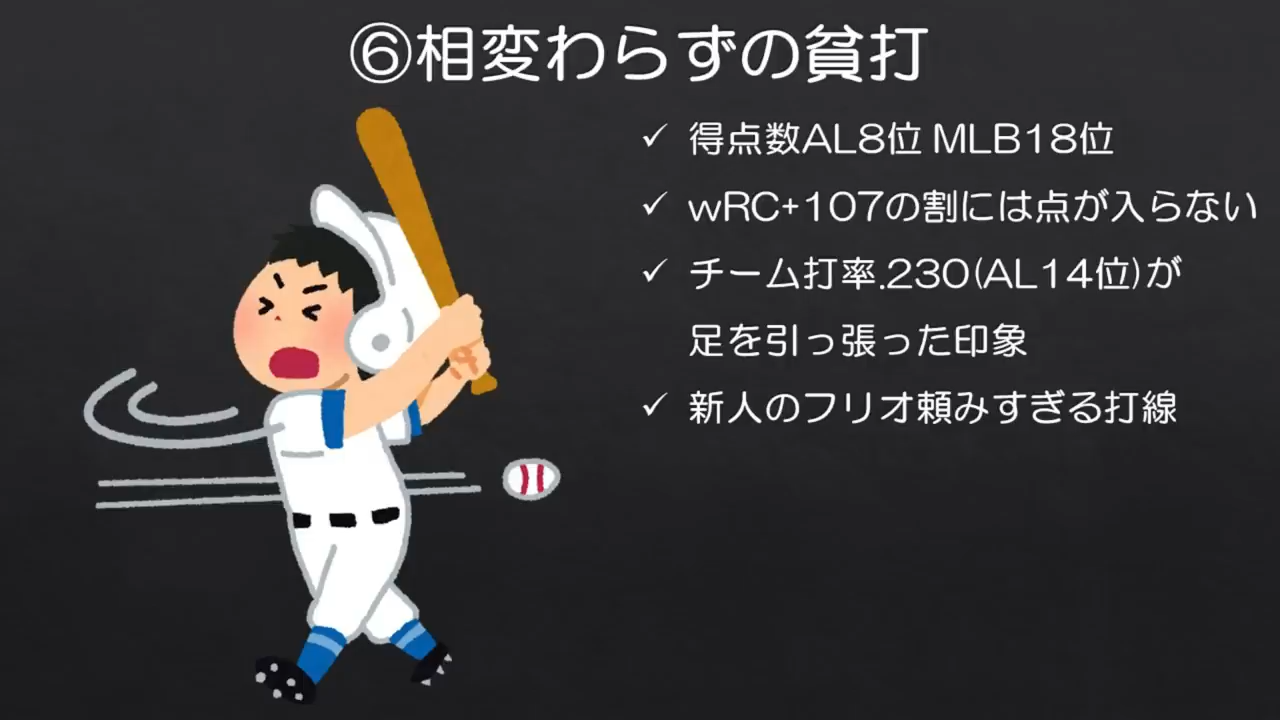 ⑥相変わらずの貧打
✓ 得点数AL8位 MLB18位
✓ wRC+107の割には点が入らない
✓ チーム打率.230(AL14位)が
足を引っ張った印象
✓ 新人のフリオ頼みすぎる打線